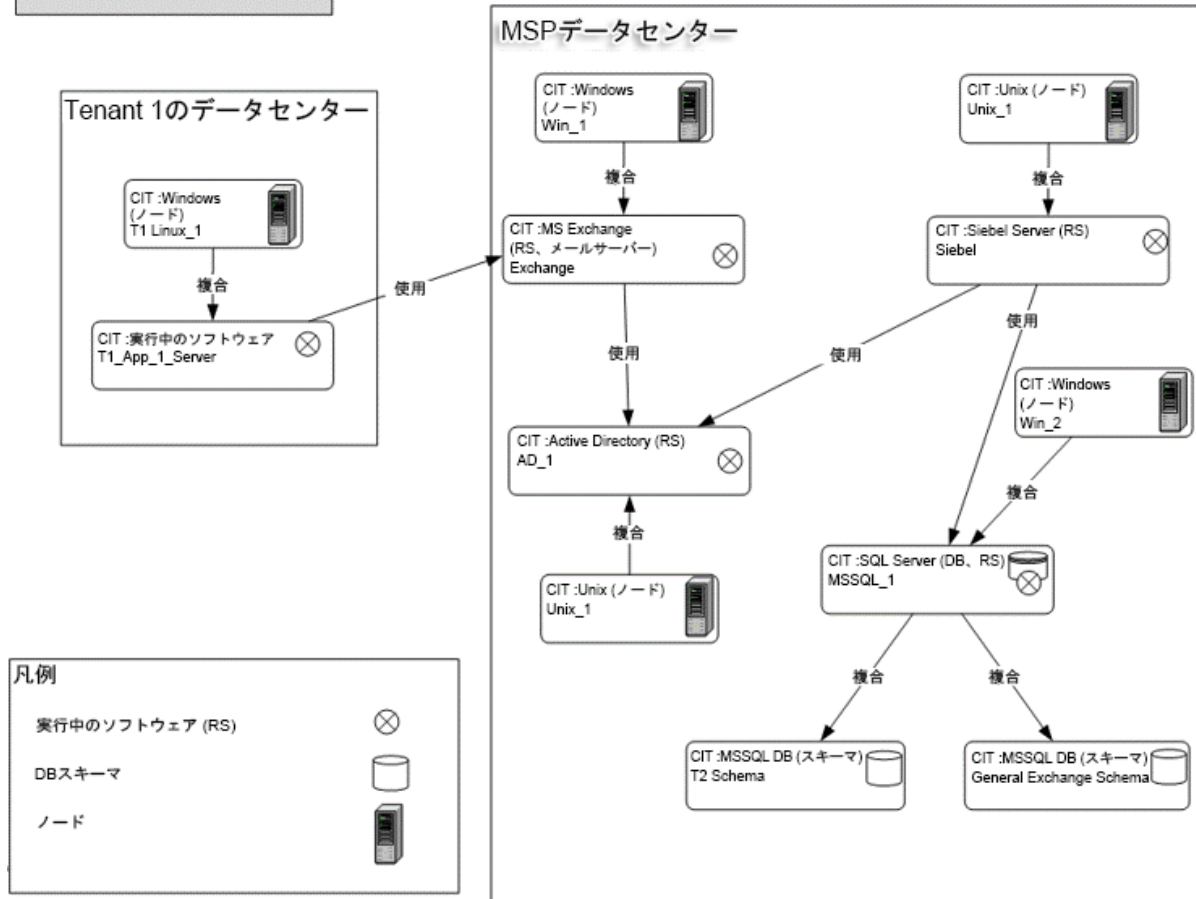 MSPデータセンター
Tenant 1のデータセンター
CIT :Windows
(ノード)
T1 Linux_1
複合
CIT :実行中のソフトウェア
T1_App_1_Server
使用
CIT :Windows
(ノード)
Win_1
複合
CIT :MS Exchange
(RS、メールサーバー)
Exchange
使用
CIT :Unix (ノード)
Unix_1
複合
CIT :Siebel Server (RS)
Siebel
使用
使用
CIT :Windows
(ノード)
Win_2
複合
CIT :Active Directory (RS)
AD_1
複合
CIT :Unix (ノード)
Unix_1
CIT :SQL Server (DB、RS)
MSSQL_1
複合
複合
CIT :MSSQL DB (スキーマ)
T2 Schema
CIT :MSSQL DB (スキーマ)
General Exchange Schema
凡例
実行中のソフトウェア (RS)
DBスキーマ
ノード